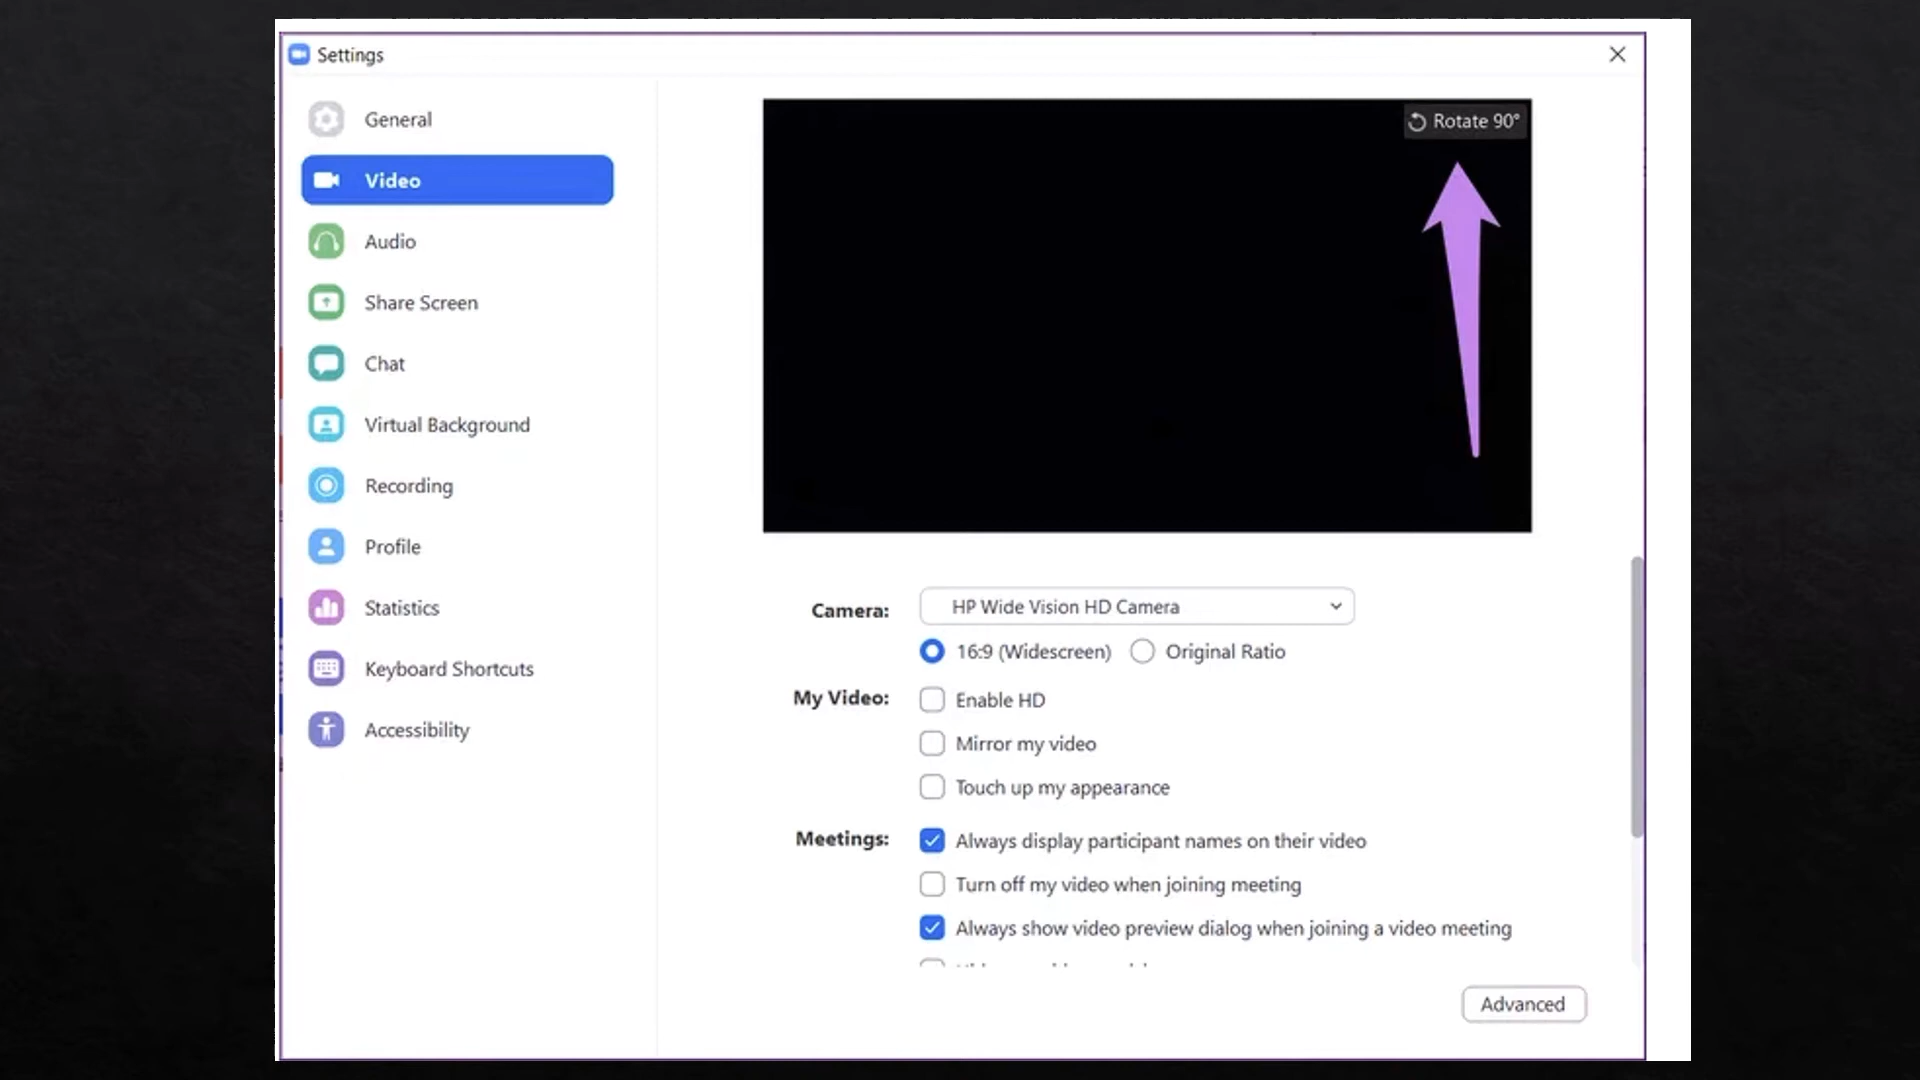 Settings
General
Video
Audio
Share Screen
Chat
Virtual Background
Recording
Profile
Statistics
Keyboard Shortcuts
Accessibility
Rotate 90°
Camera: HP Wide Vision HD Camera
16:9 (Widescreen) Original Ratio
My Video: Enable HD
Mirror my video
Touch up my appearance
Meetings: Always display participant names on their video
Turn off my video when joining meeting
Always show video preview dialog when joining a video meeting
Advanced